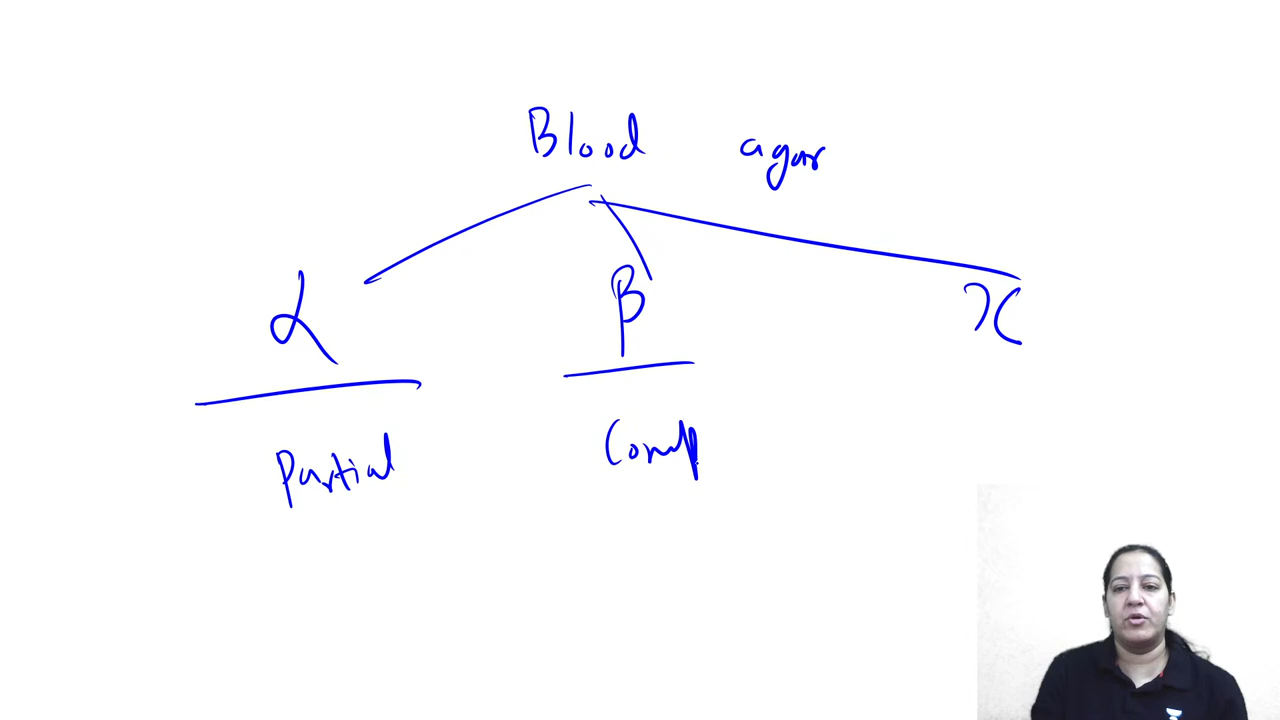 Blood agar
α β
Partial Comp